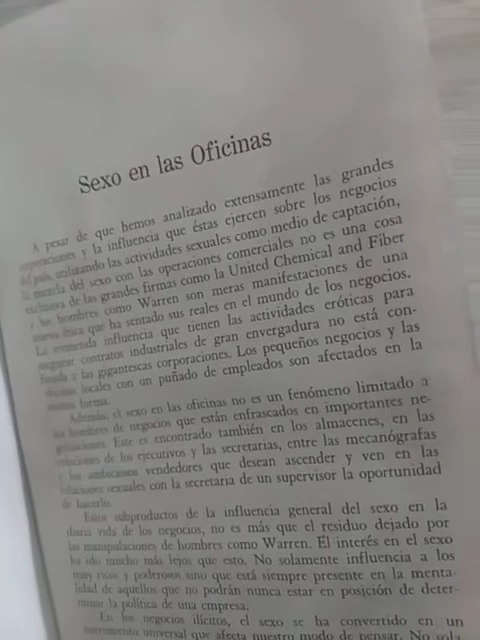 Sexo en las Oficinas
A pesar de que hemos analizado extensamente las grandes
corporaciones y la influencia que éstas ejercen sobre los negocios
del país, utilizando las actividades sexuales como medio de captación,
la mezcla del sexo con las operaciones comerciales no es una cosa
exclusiva de las grandes firmas como la United Chemical and Fiber
y los hombres como Warren son meras manifestaciones de una
nueva ética que ha sentado sus reales en el mundo de los negocios.
La tremenda influencia que tienen las actividades eróticas para
asegurar contratos industriales de gran envergadura no está con-
finada a las gigantescas corporaciones. Los pequeños negocios y las
oficinas locales con un puñado de empleados son afectados en la
misma forma.
Además, el sexo en las oficinas no es un fenómeno limitado a
los hombres de negocios que están enfrascados en importantes ne-
gociaciones. Este es encontrado también en los almacenes, en las
relaciones de los ejecutivos y las secretarias, entre las mecanógrafas
y los ambiciosos vendedores que desean ascender y ven en las
relaciones sexuales con la secretaria de un supervisor la oportunidad
de hacerlo.
Estos subproductos de la influencia general del sexo en la
diaria vida de los negocios, no es más que el residuo dejado por
las manipulaciones de hombres como Warren. El interés en el sexo
ha ido mucho más lejos que esto. No solamente influencia a los
muy ricos y poderosos sino que está siempre presente en la menta-
lidad de aquellos que no podrán nunca estar en posición de deter-
minar la política de una empresa.
En los negocios ilícitos, el sexo se ha convertido en un
instrumento universal que afecta nuestro modo de pensar. No sola